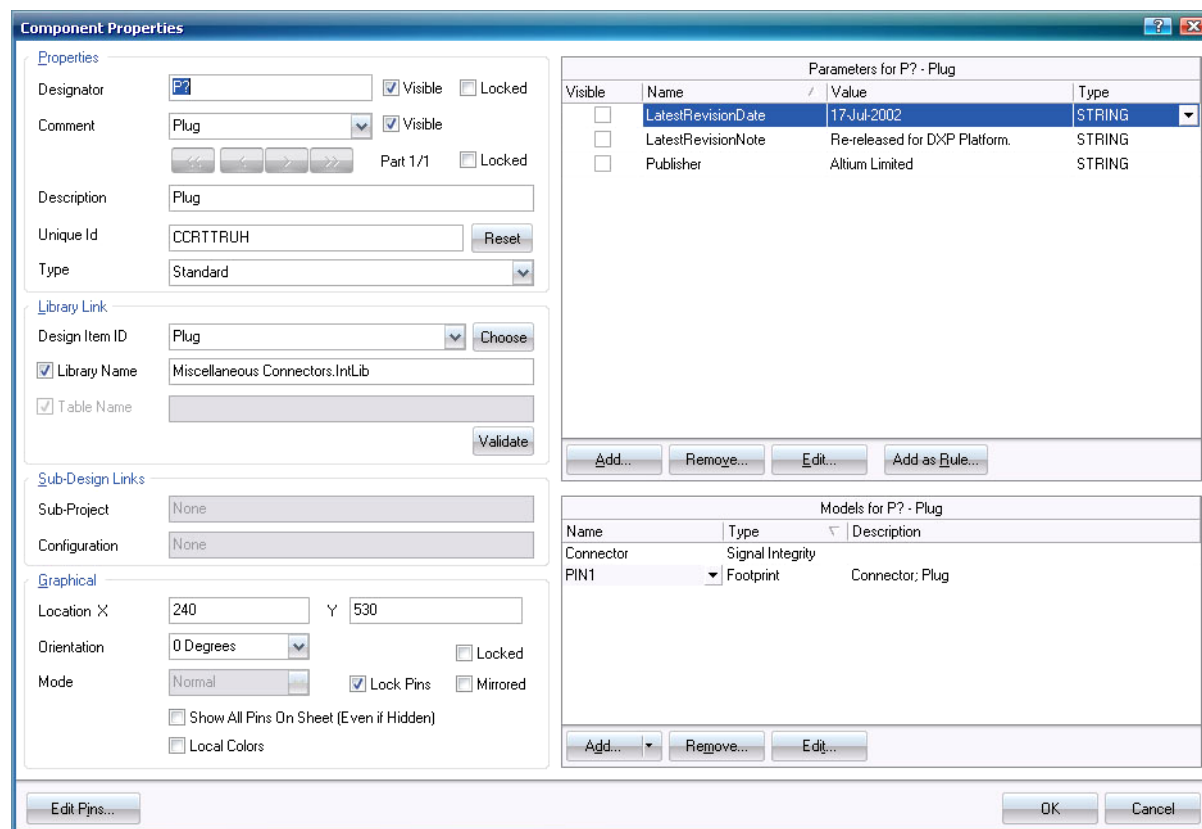 Component Properties
Properties
Designator P? Visible Locked
Comment Plug Visible
<< < > >> Part 1/1 Locked
Description Plug
Unique Id CCRTTRUH Reset
Type Standard
Library Link
Design Item ID Plug Choose
Library Name Miscellaneous Connectors.IntLib
Table Name
Validate
Sub-Design Links
Sub-Project None
Configuration None
Graphical
Location X 240 Y 530
Orientation 0 Degrees Locked
Mode Normal Lock Pins Mirrored
Show All Pins On Sheet (Even if Hidden)
Local Colors
Parameters for P? - Plug
Visible Name Value Type
LatestRevisionDate 17-Jul-2002 STRING
LatestRevisionNote Re-released for DXP Platform. STRING
Publisher Altium Limited STRING
Add... Remove... Edit... Add as Rule...
Models for P? - Plug
Name Type Description
Connector Signal Integrity
PIN1 Footprint Connector; Plug
Add... Remove... Edit...
Edit Pins... OK Cancel